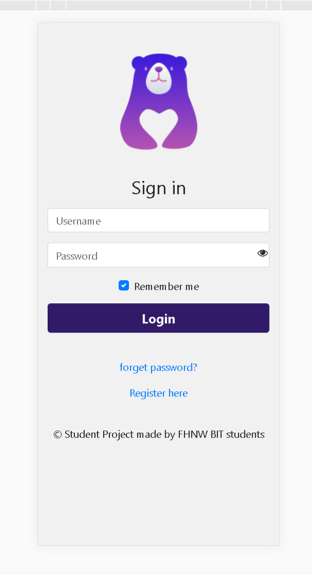 Sign in
Username
Password
Remember me
Login
forget password?
Register here
© Student Project made by FHNW BIT students